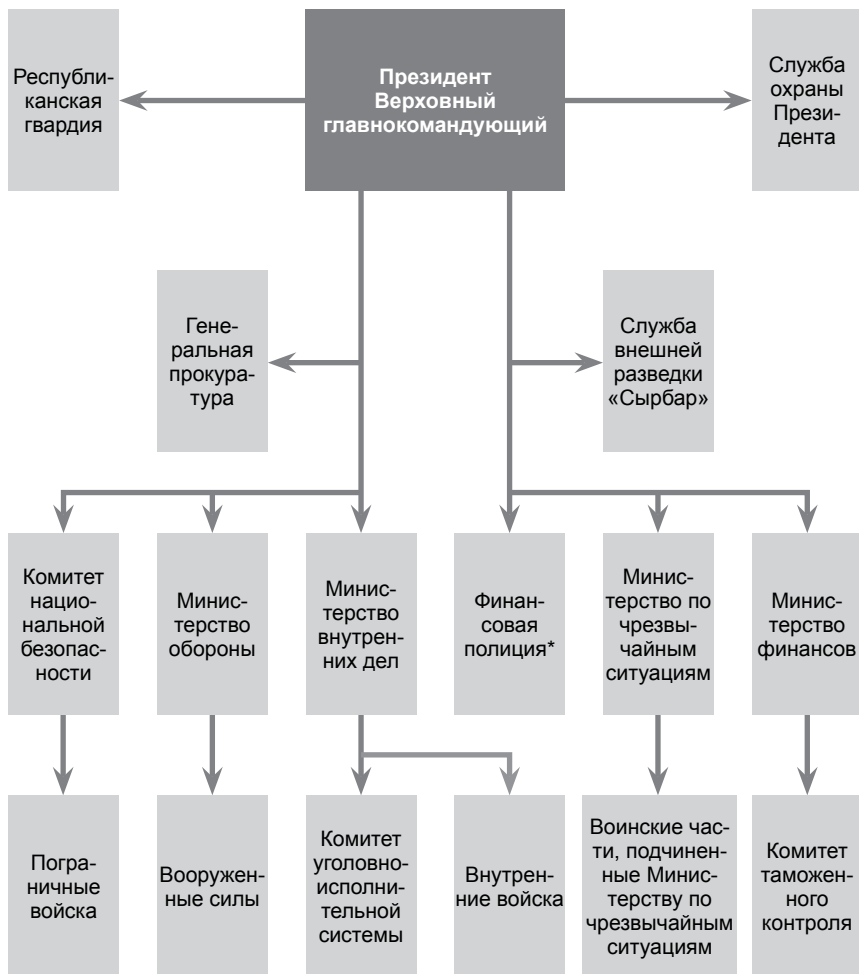 Республи-
канская
гвардия
Президент
Верховный
главнокомандующий
Служба
охраны
Прези-
дента
Гене-
ральная
прокура-
тура
Служба
внешней
разведки
«Сырбар»
Комитет
нацио-
нальной
безопас-
ности
Минис-
терство
обороны
Минис-
терство
внутрен-
них дел
Финан-
совая
полиция*
Минис-
терство по
чрезвы-
чайным
ситуациям
Минис-
терство
финансов
Погра-
ничные
войска
Вооружен-
ные силы
Комитет
уголовно-
исполни-
тельной
системы
Внутрен-
ние войска
Воинские час-
ти, подчинен-
ные Минис-
терству по
чрезвычайным
ситуациям
Комитет
таможенного
контроля